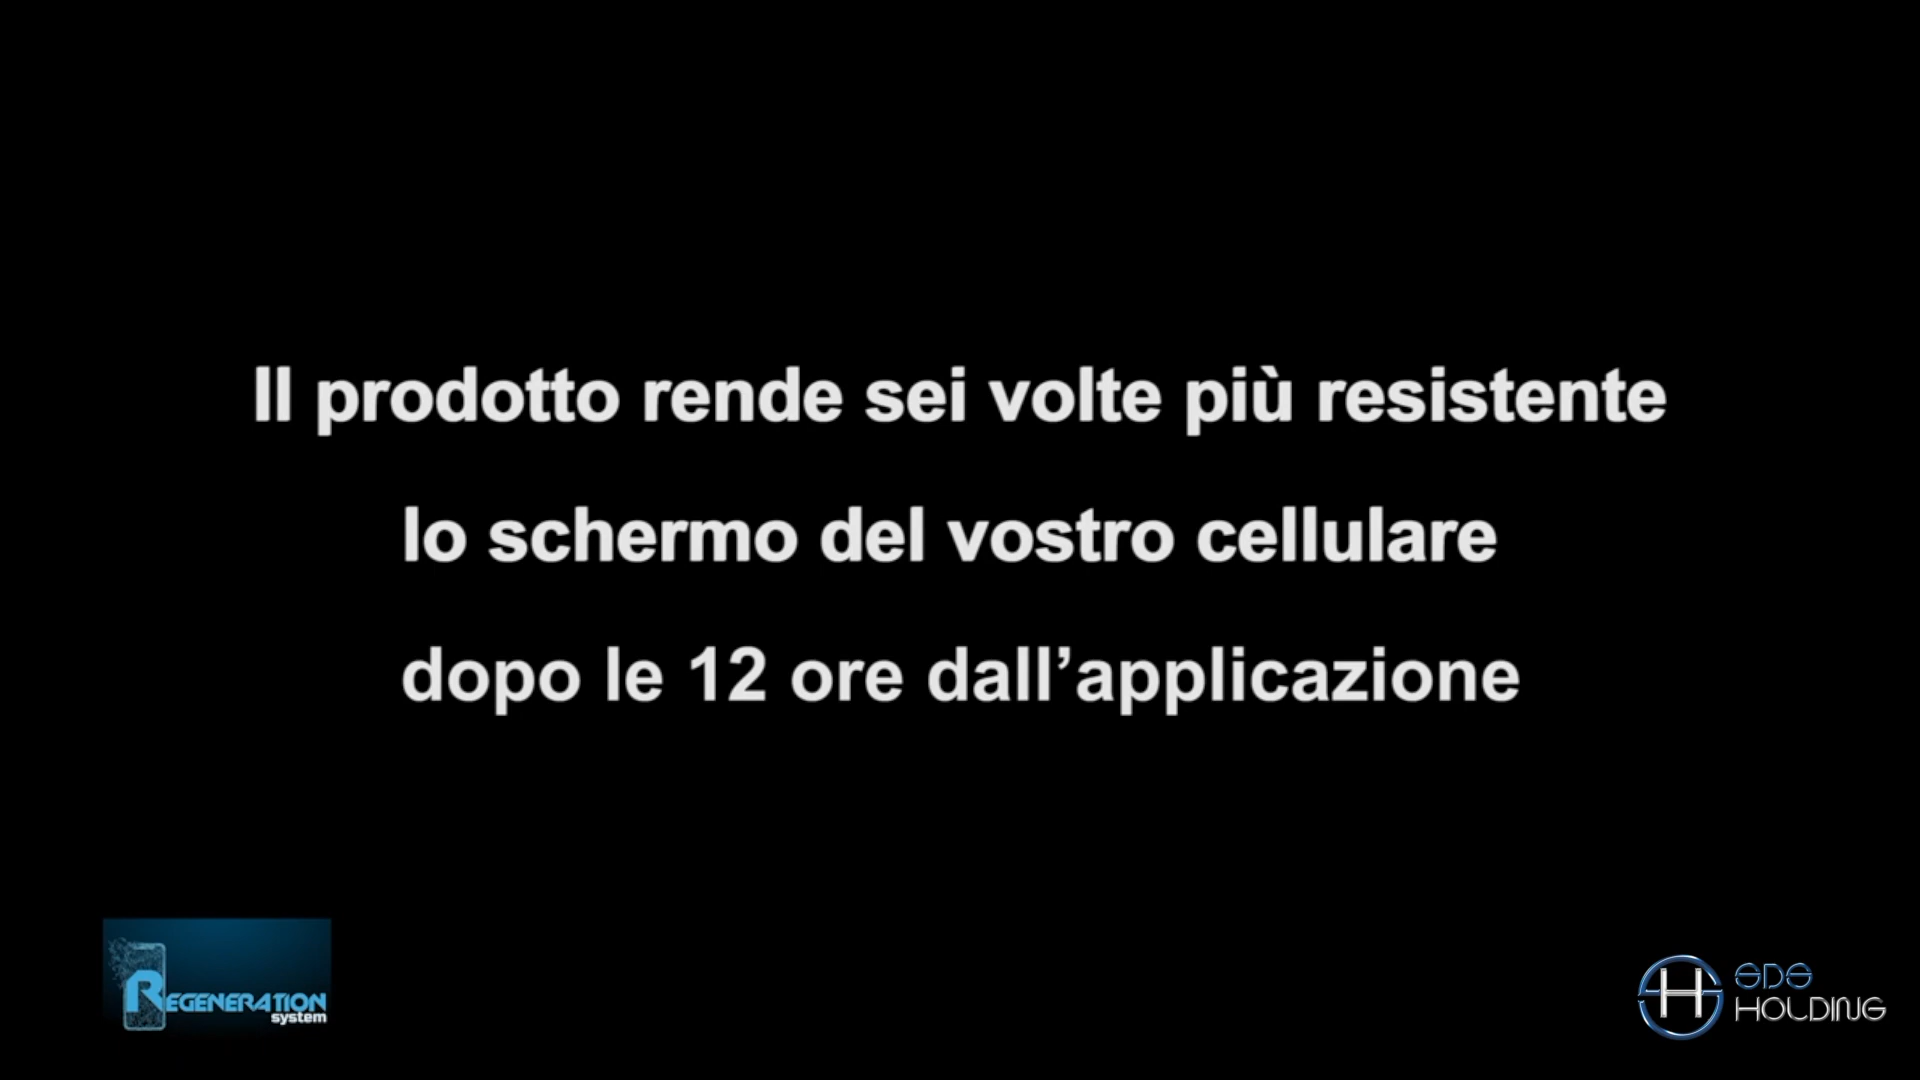 Il prodotto rende sei volte più resistente
lo schermo del vostro cellulare
dopo le 12 ore dall’applicazione
REGENERATION
system
SDS
HOLDING